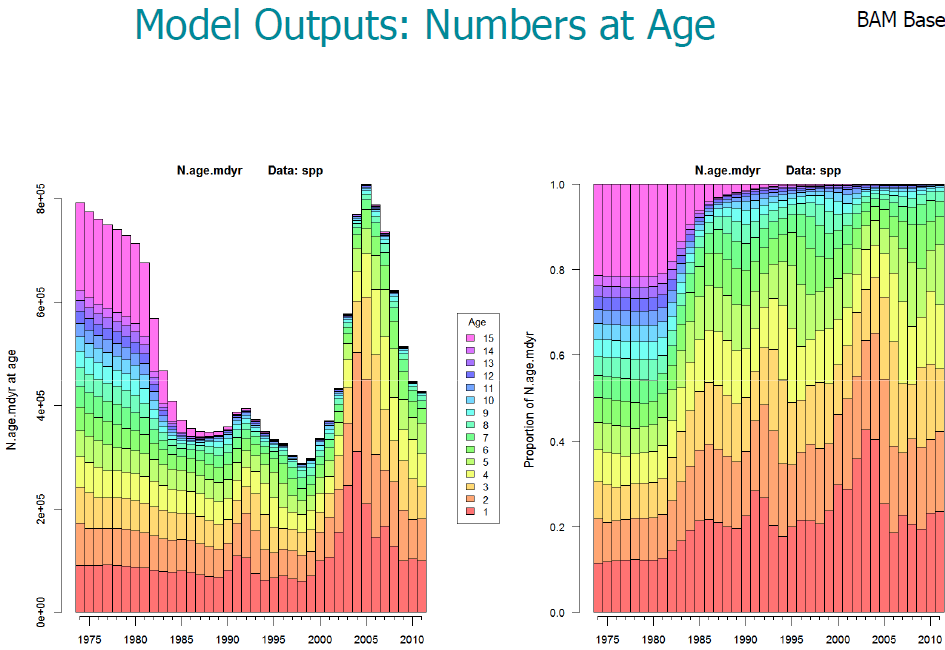 Model Outputs: Numbers at Age
BAM Base
N.age.mdyr Data: spp
N.age.mdyr at age
8e+05
6e+05
4e+05
2e+05
0e+00
1975 1980 1985 1990 1995 2000 2005 2010
Age
15
14
13
12
11
10
9
8
7
6
5
4
3
2
1
N.age.mdyr Data: spp
Proportion of N.age.mdyr
1.0
0.8
0.6
0.4
0.2
0.0
1975 1980 1985 1990 1995 2000 2005 2010